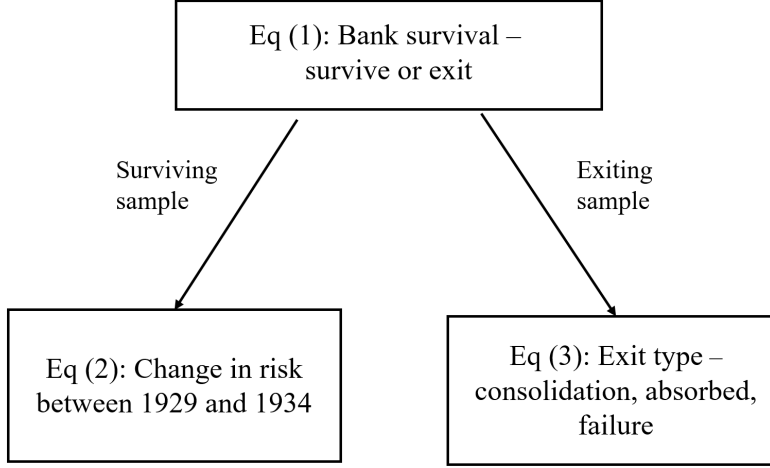 Eq (1): Bank survival –
survive or exit
Surviving
sample
Exiting
sample
Eq (2): Change in risk
between 1929 and 1934
Eq (3): Exit type –
consolidation, absorbed,
failure